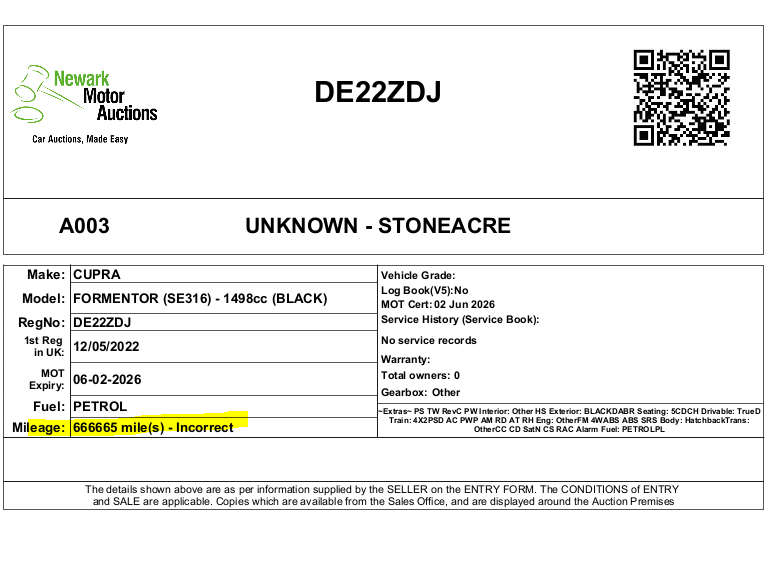 Newark
Motor
Auctions
Car Auctions, Made Easy
DE22ZDJ
A003 UNKNOWN - STONEACRE
Make: CUPRA
Model: FORMENTOR (SE316) - 1498cc (BLACK)
RegNo: DE22ZDJ
1st Reg in UK: 12/05/2022
MOT Expiry: 06-02-2026
Fuel: PETROL
Mileage: 666665 mile(s) - Incorrect
Vehicle Grade:
Log Book(V5):No
MOT Cert: 02 Jun 2026
Service History (Service Book):
No service records
Warranty:
Total owners: 0
Gearbox: Other
~Extras~ PS TW RevC PW Interior: Other HS Exterior: BLACKDABR Seating: 5CDCH Drivable: TrueD
Train: 4X2PSD AC PWP AM RD AT RH Eng: OtherFM 4WABS ABS SRS Body: HatchbackTrans:
OtherCC CD SatN CS RAC Alarm Fuel: PETROLPL
The details shown above are as per information supplied by the SELLER on the ENTRY FORM. The CONDITIONS of ENTRY
and SALE are applicable. Copies which are available from the Sales Office, and are displayed around the Auction Premises